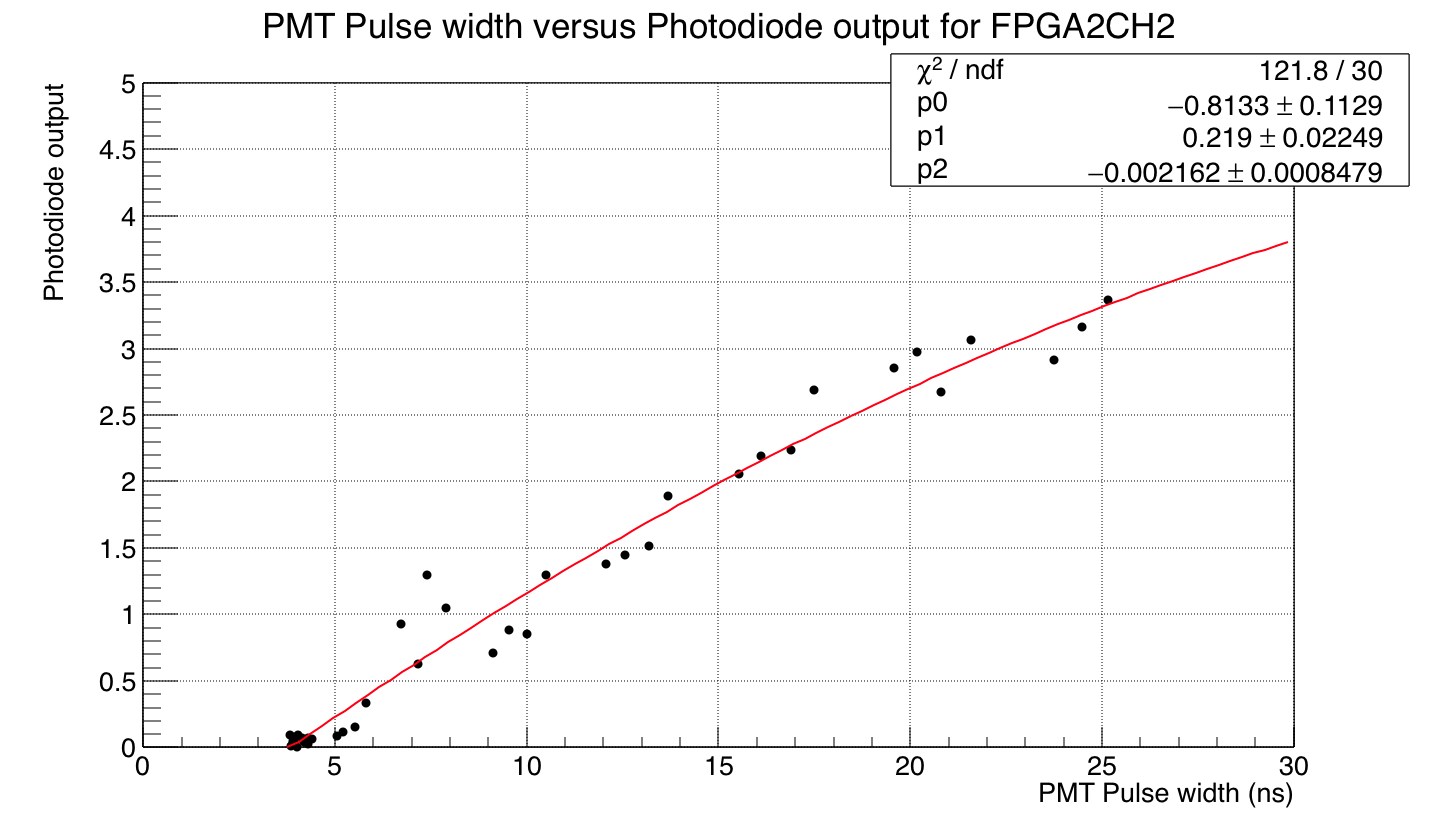 PMT Pulse width versus Photodiode output for FPGA2CH2
χ² / ndf 121.8 / 30
p0 −0.8133 ± 0.1129
p1 0.219 ± 0.02249
p2 −0.002162 ± 0.0008479
Photodiode output
5
4.5
4
3.5
3
2.5
2
1.5
1
0.5
0
0 5 10 15 20 25 30
PMT Pulse width (ns)